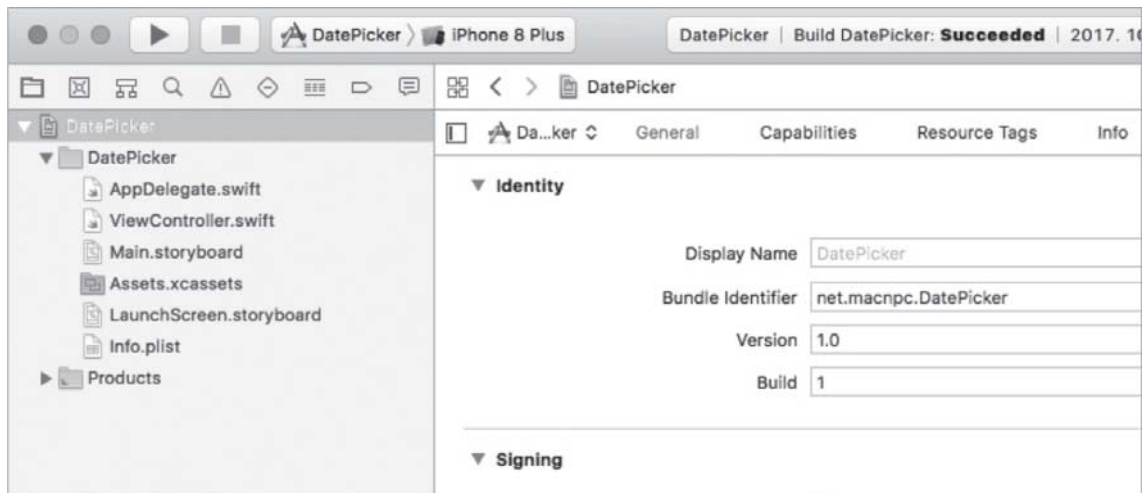 DatePicker iPhone 8 Plus
DatePicker | Build DatePicker: Succeeded | 2017. 10
DatePicker
DatePicker
AppDelegate.swift
ViewController.swift
Main.storyboard
Assets.xcassets
LaunchScreen.storyboard
Info.plist
Products
DatePicker
Da...ker General Capabilities Resource Tags Info
Identity
Display Name DatePicker
Bundle Identifier net.macnpc.DatePicker
Version 1.0
Build 1
Signing